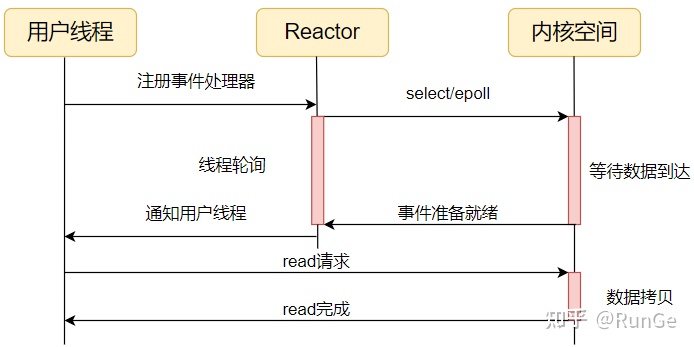 用户线程
Reactor
内核空间
注册事件处理器
select/epoll
线程轮询
等待数据到达
事件准备就绪
通知用户线程
read请求
数据拷贝
read完成
知乎 @RunGe